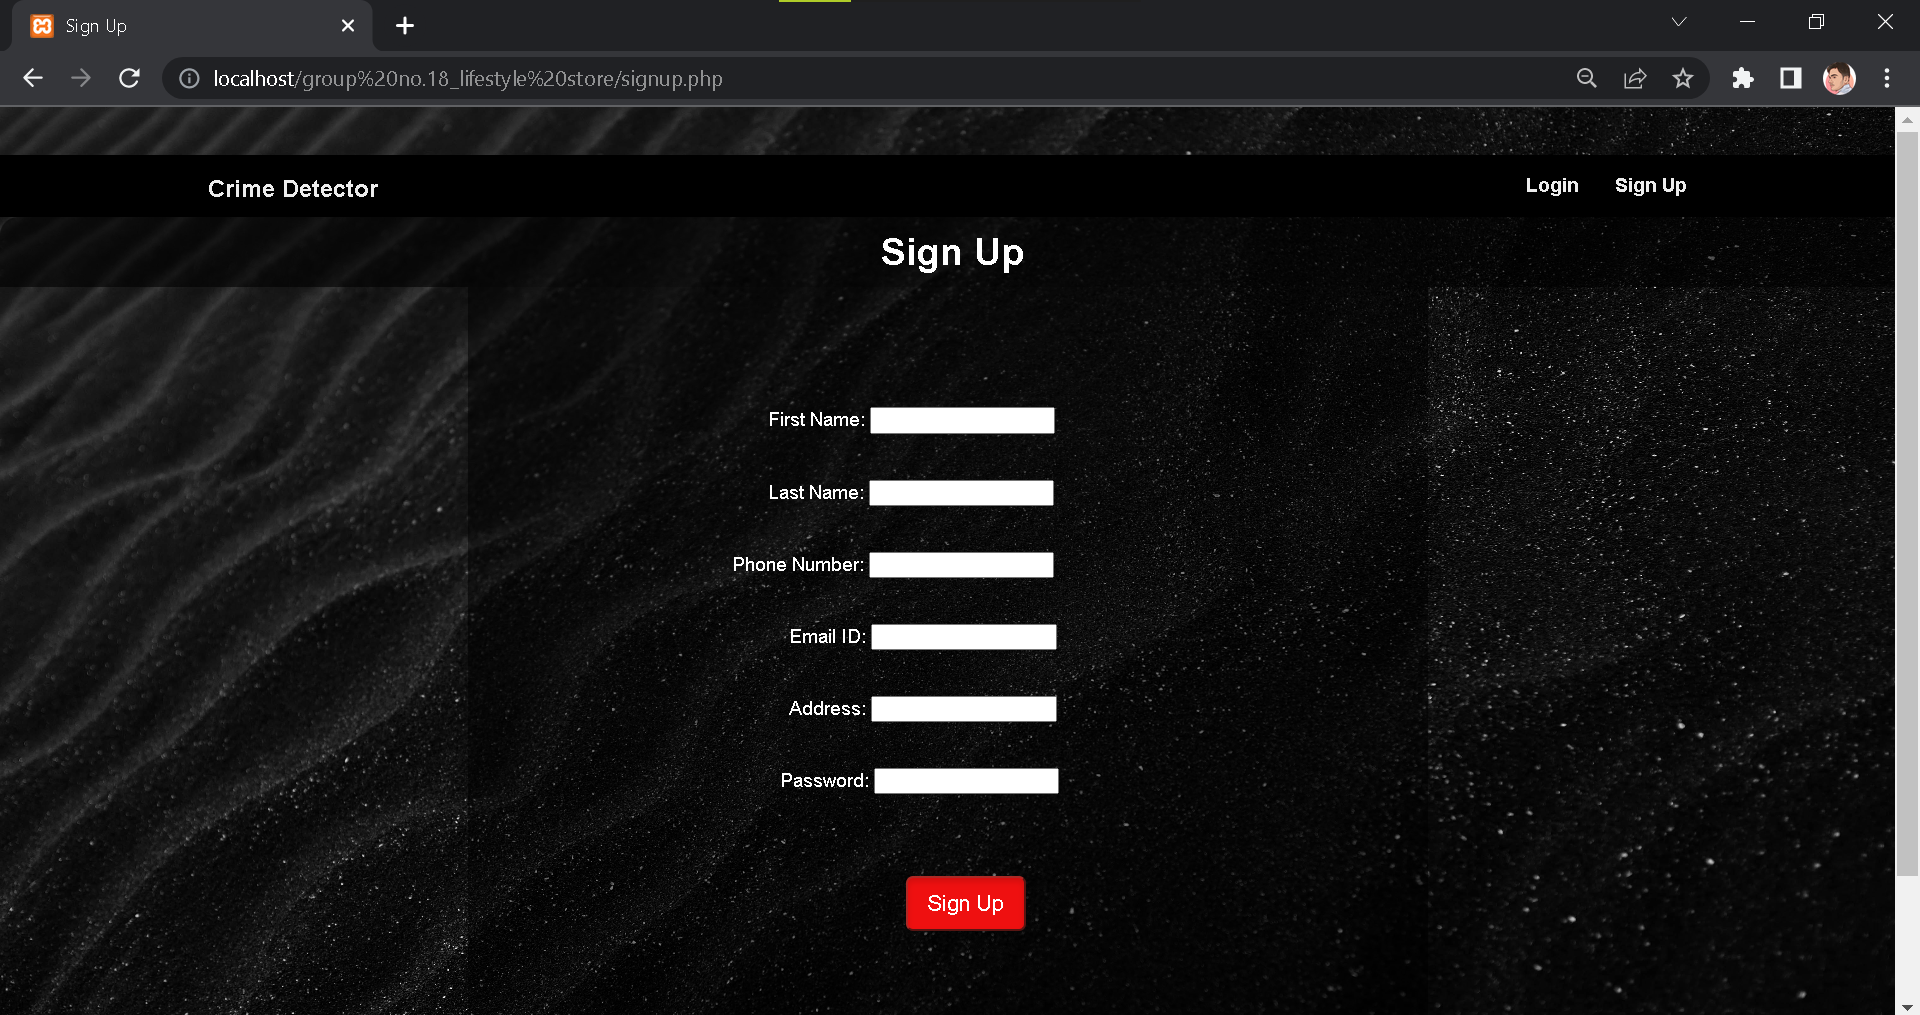 Sign Up
localhost/group%20no.18_lifestyle%20store/signup.php
Crime Detector
Login
Sign Up
Sign Up
First Name:
Last Name:
Phone Number:
Email ID:
Address:
Password:
Sign Up